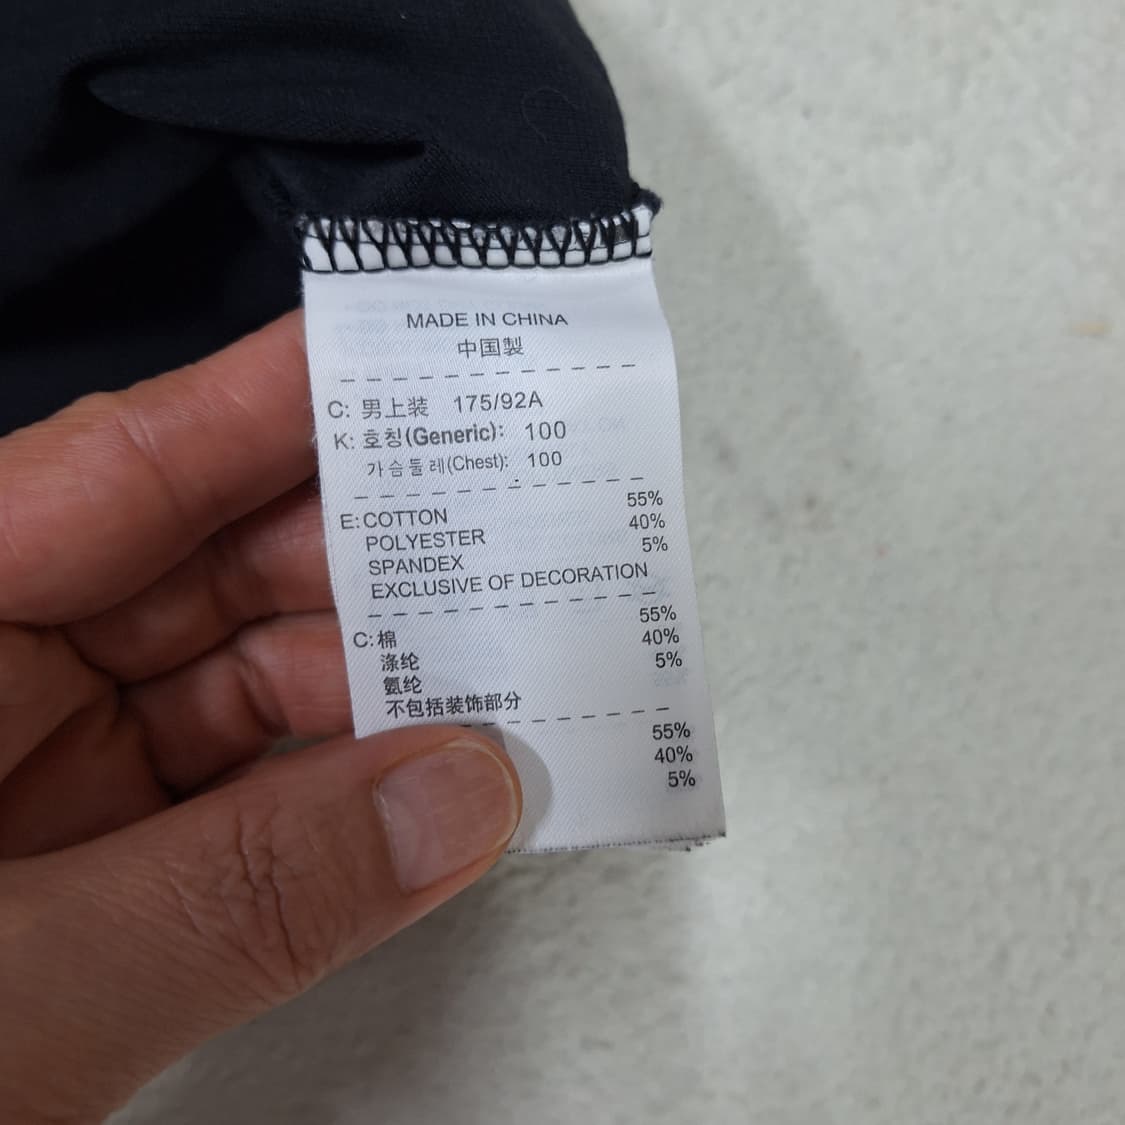 MADE IN CHINA
中国製
C: 男上装 175/92A
K: 호칭(Generic): 100
가슴둘레(Chest): 100
E: COTTON 55%
POLYESTER 40%
SPANDEX 5%
EXCLUSIVE OF DECORATION
C: 棉 55%
涤纶 40%
氨纶 5%
不包括装饰部分
55%
40%
5%